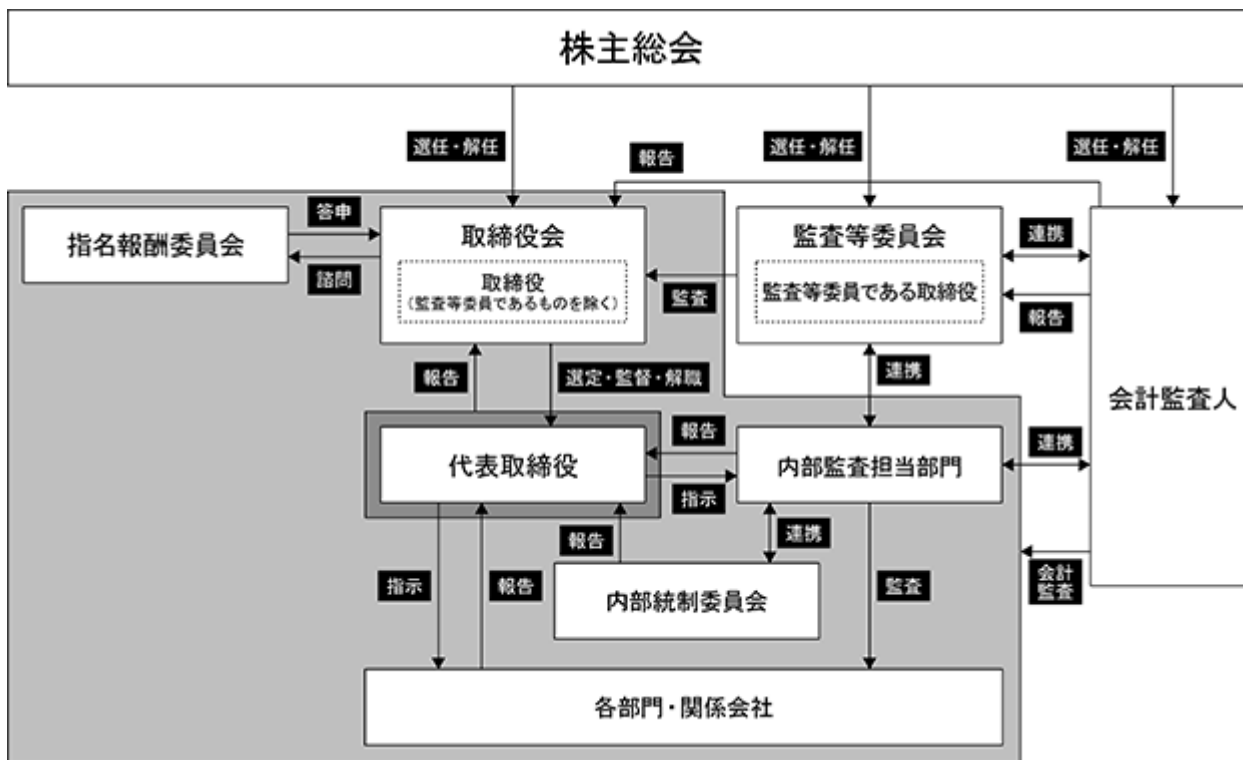 株主総会
選任・解任
選任・解任
選任・解任
報告
指名報酬委員会
答申
諮問
取締役会
取締役
（監査等委員であるものを除く）
監査
監査等委員会
監査等委員である取締役
連携
報告
会計監査人
報告
選定・監督・解職
連携
代表取締役
報告
指示
内部監査担当部門
連携
報告
連携
指示
報告
内部統制委員会
監査
会計
監査
各部門・関係会社